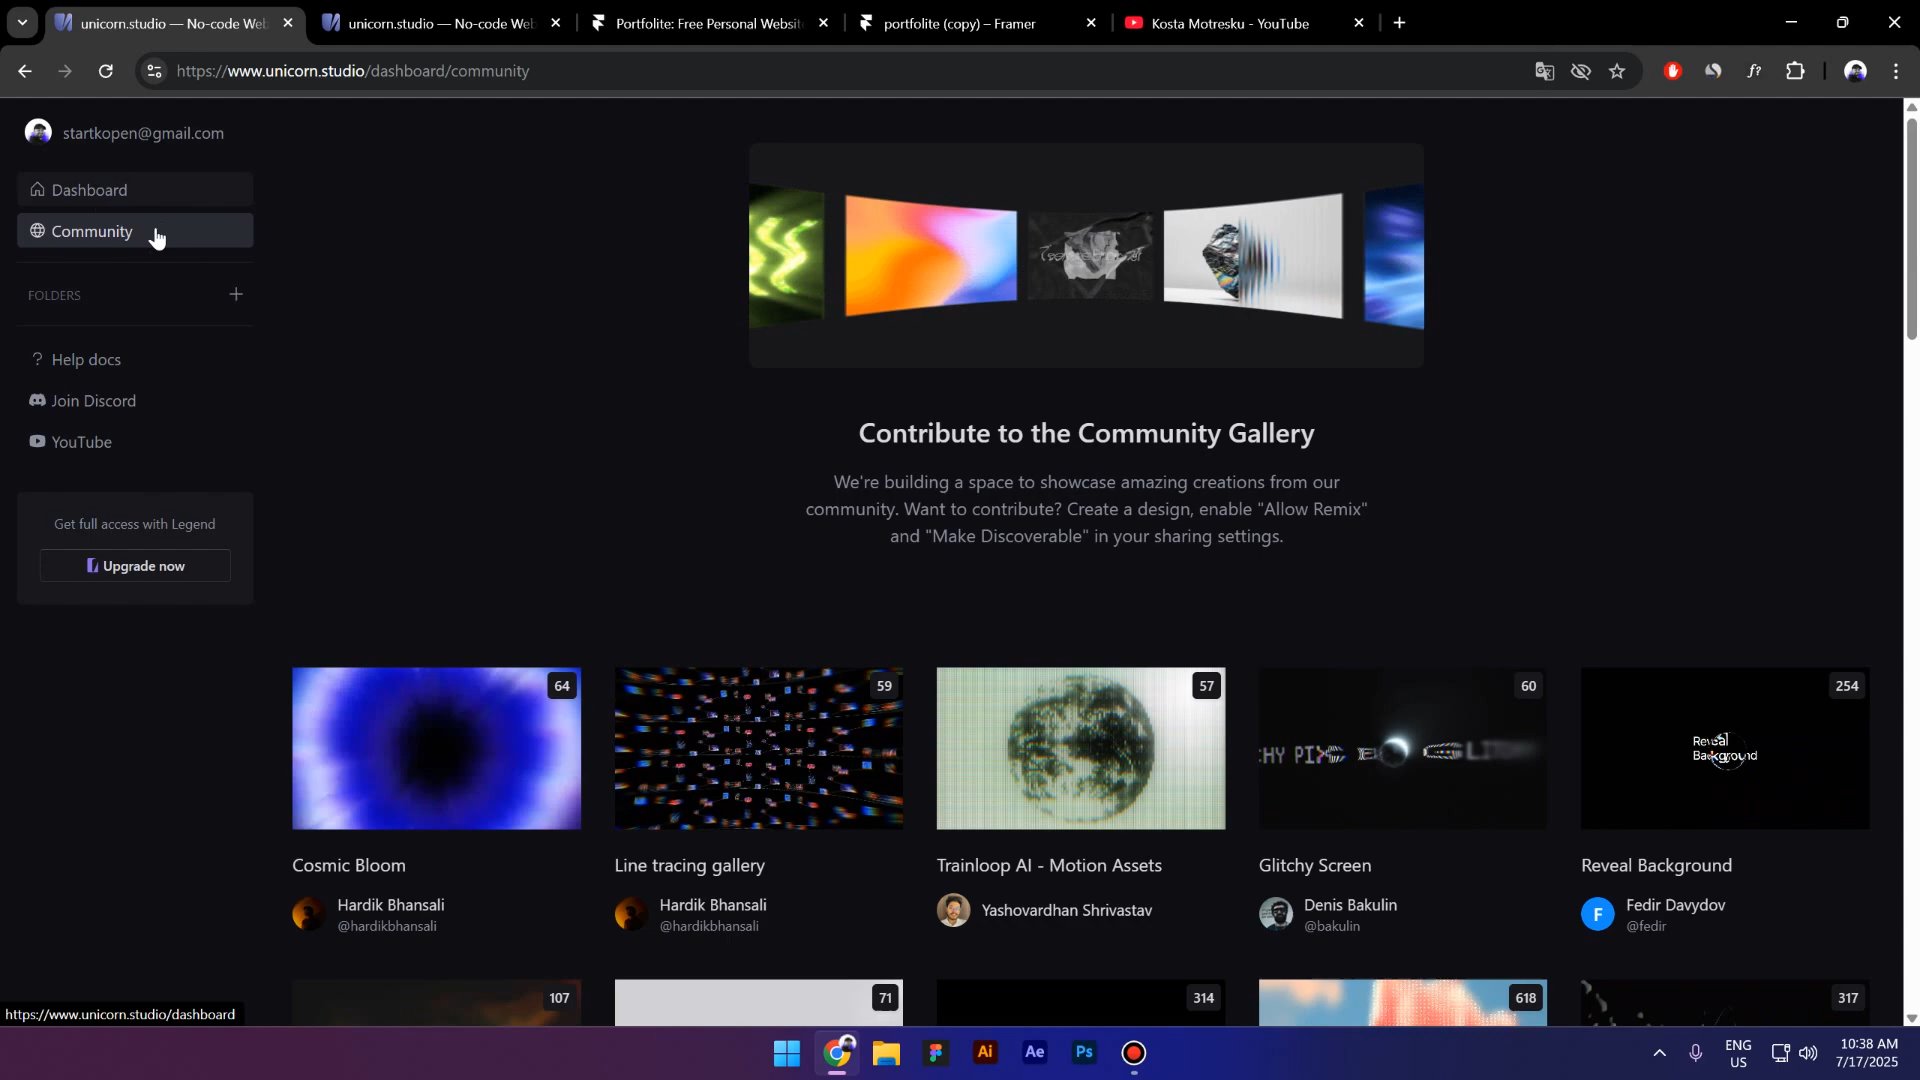 unicorn.studio — No-code Web
unicorn.studio — No-code Web
Portfolite: Free Personal Website
portfolite (copy) – Framer
Kosta Motresku - YouTube
https://www.unicorn.studio/dashboard/community
startkopen@gmail.com
Dashboard
Community
FOLDERS
Help docs
Join Discord
YouTube
Get full access with Legend
Upgrade now
Contribute to the Community Gallery
We're building a space to showcase amazing creations from our
community. Want to contribute? Create a design, enable "Allow Remix"
and "Make Discoverable" in your sharing settings.
64
59
57
60
254
Reveal
Background
Cosmic Bloom
Line tracing gallery
Trainloop AI - Motion Assets
Glitchy Screen
Reveal Background
Hardik Bhansali
@hardikbhansali
Hardik Bhansali
@hardikbhansali
Yashovardhan Shrivastav
Denis Bakulin
@bakulin
F
Fedir Davydov
@fedir
107
71
314
618
317
https://www.unicorn.studio/dashboard
Ai
Ae
Ps
ENG
US
10:38 AM
7/17/2025